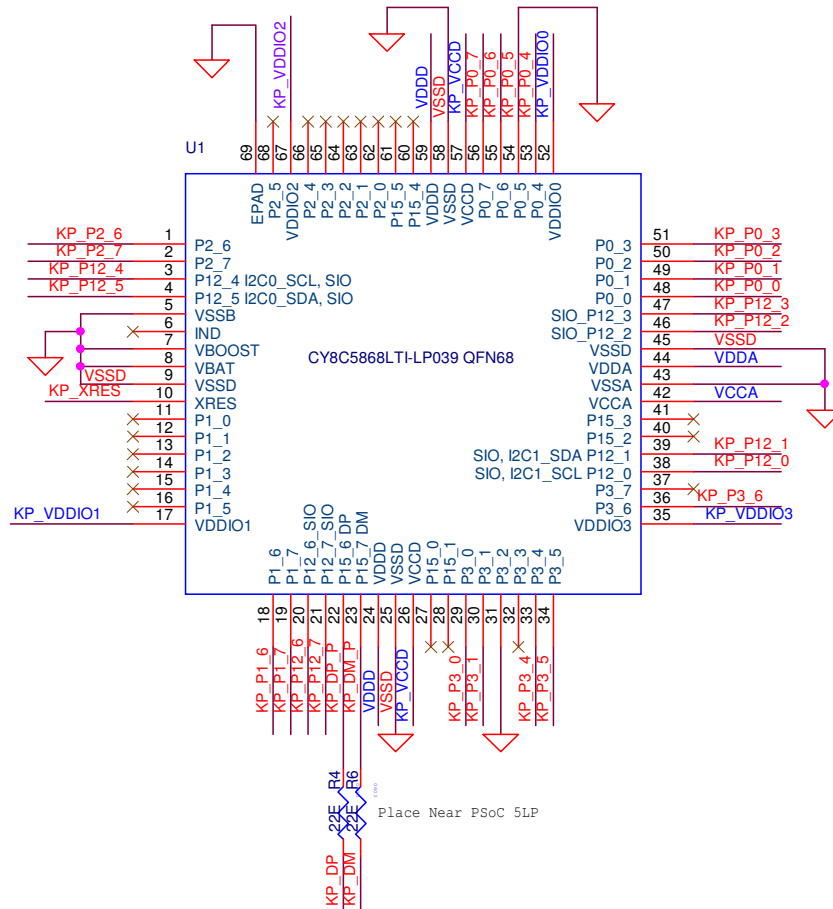 KP_VDDIO2
VDDD
VSSD
KP_VCCD
KP_P0_7
KP_P0_6
KP_P0_5
KP_P0_4
KP_VDDIO0
U1
69
68
67
66
65
64
63
62
61
60
59
58
57
56
55
54
53
52
EPAD
P2_5
VDDIO2
P2_4
P2_3
P2_2
P2_1
P2_0
P15_5
P15_4
VDDD
VSSD
VCCD
P0_7
P0_6
P0_5
P0_4
VDDIO0
KP_P2_6 1 P2_6
KP_P2_7 2 P2_7
KP_P12_4 3 P12_4 I2C0_SCL, SIO
KP_P12_5 4 P12_5 I2C0_SDA, SIO
5 VSSB
6 IND
7 VBOOST
8 VBAT
VSSD 9 VSSD
KP_XRES 10 XRES
11 P1_0
12 P1_1
13 P1_2
14 P1_3
15 P1_4
16 P1_5
KP_VDDIO1 17 VDDIO1
CY8C5868LTI-LP039 QFN68
P0_3 51 KP_P0_3
P0_2 50 KP_P0_2
P0_1 49 KP_P0_1
P0_0 48 KP_P0_0
SIO_P12_3 47 KP_P12_3
SIO_P12_2 46 KP_P12_2
VSSD 45 VSSD
VDDA 44 VDDA
VSSA 43
VCCA 42 VCCA
P15_3 41
P15_2 40
SIO, I2C1_SDA P12_1 39 KP_P12_1
SIO, I2C1_SCL P12_0 38 KP_P12_0
P3_7 37
P3_6 36 KP_P3_6
VDDIO3 35 KP_VDDIO3
P1_6
P1_7
P12_6_SIO
P12_7_SIO
P15_6 DP
P15_7 DM
VDDD
VSSD
VCCD
P15_0
P15_1
P3_0
P3_1
P3_2
P3_3
P3_4
P3_5
18
19
20
21
22
23
24
25
26
27
28
29
30
31
32
33
34
KP_P1_6
KP_P1_7
KP_P12_6
KP_P12_7
KP_DP_P
KP_DM_P
VDDD
VSSD
KP_VCCD
KP_P3_0
KP_P3_1
KP_P3_4
KP_P3_5
R4
22E
R6
22E
Place Near PSoC 5LP
KP_DP
KP_DM